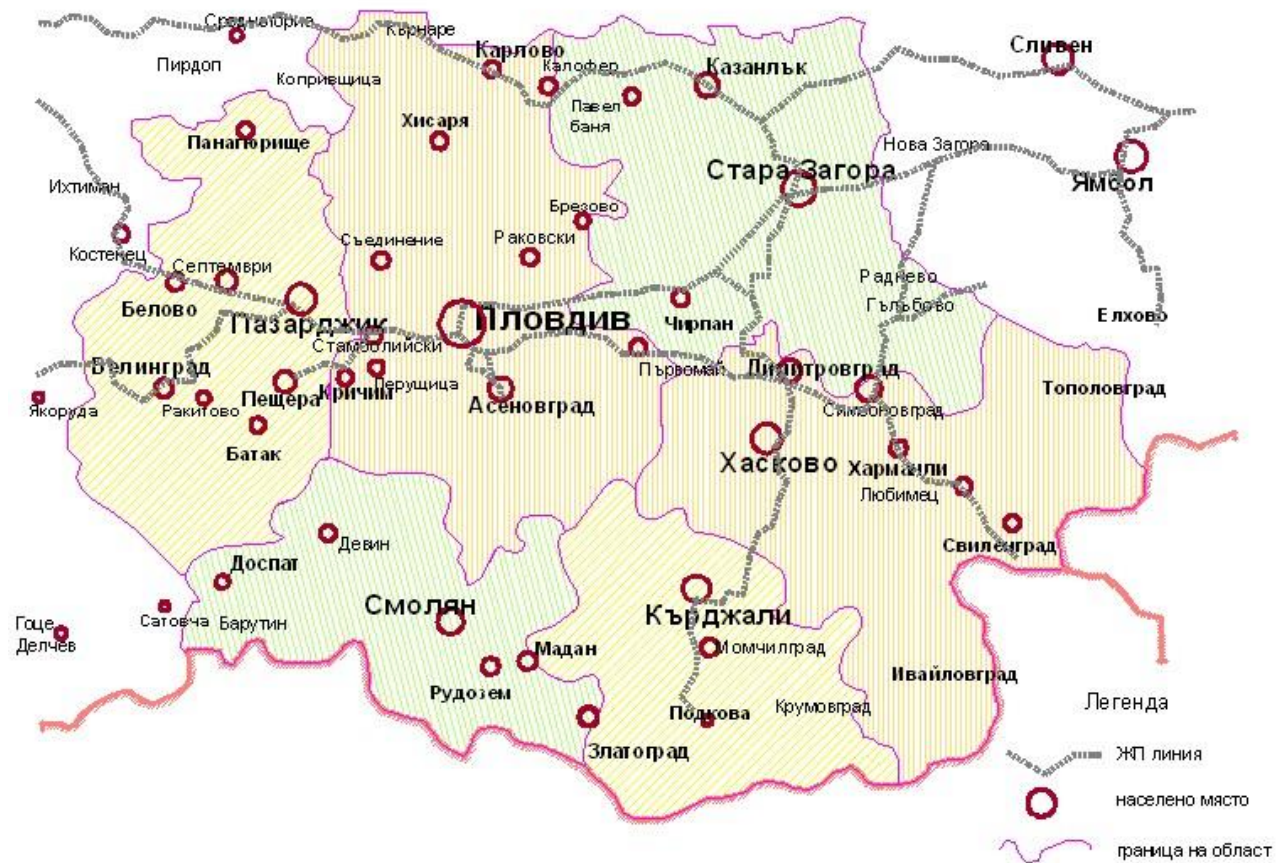 Средногорие
Кърнаре
Карлово
Сливен
Пирдоп
Копривщица
Калофер
Казанлък
Павел
баня
Хисаря
Панагюрище
Нова Загора
Стара Загора
Ямбол
Ихтиман
Брезово
Съединение
Раковски
Костенец
Септември
Раднево
Белово
Гълъбово
Пазарджик
Пловдив
Чирпан
Елхово
Стамболийски
Първомай
Димитровград
Велинград
Перущица
Тополовград
Пещера
Кричим
Якоруда
Ракитово
Асеновград
Симеоновград
Батак
Хасково
Харманли
Любимец
Девин
Свиленград
Доспат
Смолян
Кърджали
Гоце
Делчев
Сатовча
Барутин
Мадан
Момчилград
Рудозем
Ивайловград
Подкова
Крумовград
Легенда
Златоград
ЖП линия
населено място
граница на област